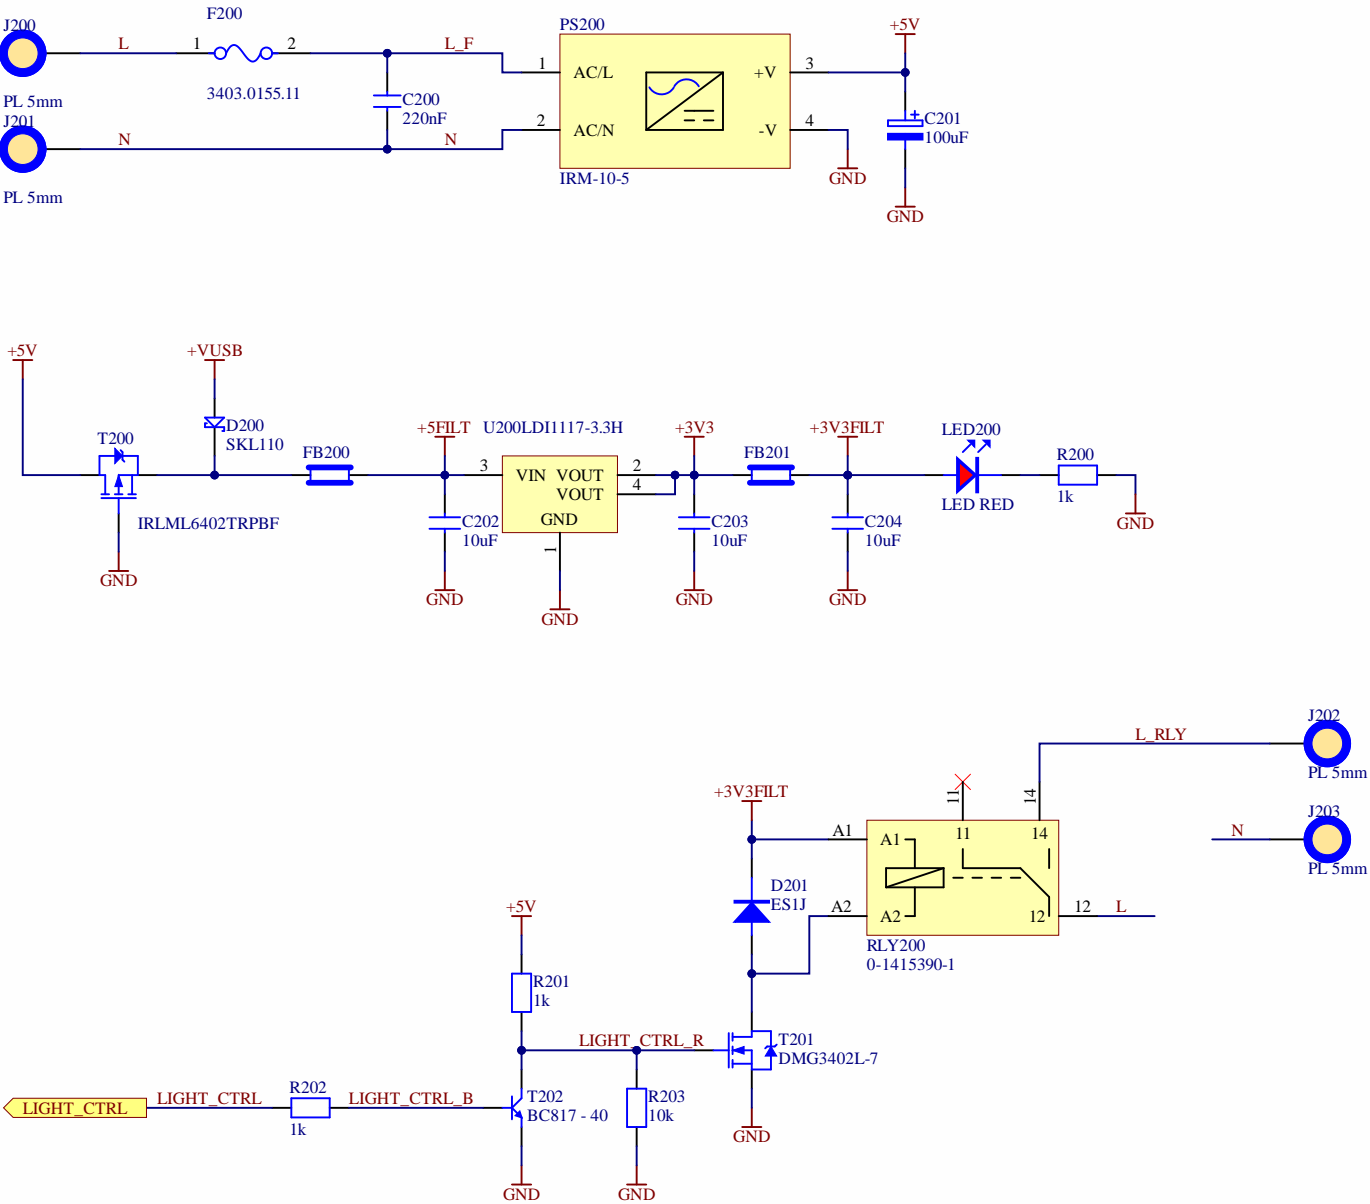 J200
L
F200
1
2
3403.0155.11
L_F
PL 5mm
J201
N
N
PL 5mm
C200
220nF
PS200
1
AC/L
+V
3
2
AC/N
-V
4
IRM-10-5
GND
+5V
+
C201
100uF
GND
+5V
+VUSB
T200
D200
SKL110
IRLML6402TRPBF
GND
FB200
+5FILT
U200LDI1117-3.3H
3
VIN
VOUT
2
VOUT
4
GND
1
GND
C202
10uF
GND
+3V3
FB201
C203
10uF
GND
+3V3FILT
C204
10uF
GND
LED200
LED RED
R200
1k
GND
J202
L_RLY
PL 5mm
J203
N
PL 5mm
+3V3FILT
11
14
A1
A1
11
14
A2
A2
12
12
L
RLY200
0-1415390-1
D201
ES1J
+5V
R201
1k
LIGHT_CTRL_R
T201
DMG3402L-7
GND
LIGHT_CTRL
LIGHT_CTRL
R202
1k
LIGHT_CTRL_B
T202
BC817 - 40
GND
R203
10k
GND